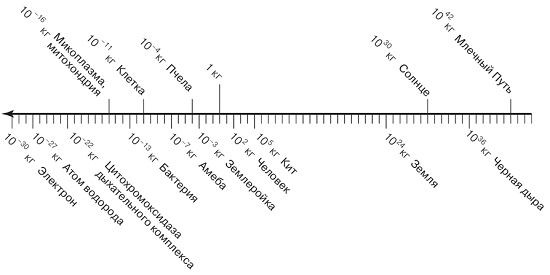 10⁻¹⁶ кг Микоплазма,
митохондрия
10⁻¹¹ кг Клетка
10⁻⁴ кг Пчела
1 кг
10³⁰ кг Солнце
10⁴² кг Млечный Путь
10⁻³⁰ кг Электрон
10⁻²⁷ кг Атом водорода
10⁻²² кг Цитохромоксидаза
дыхательного комплекса
10⁻¹³ кг Бактерия
10⁻⁷ кг Амеба
10⁻³ кг Землеройка
10² кг Человек
10⁵ кг Кит
10²⁴ кг Земля
10³⁶ кг Черная дыра